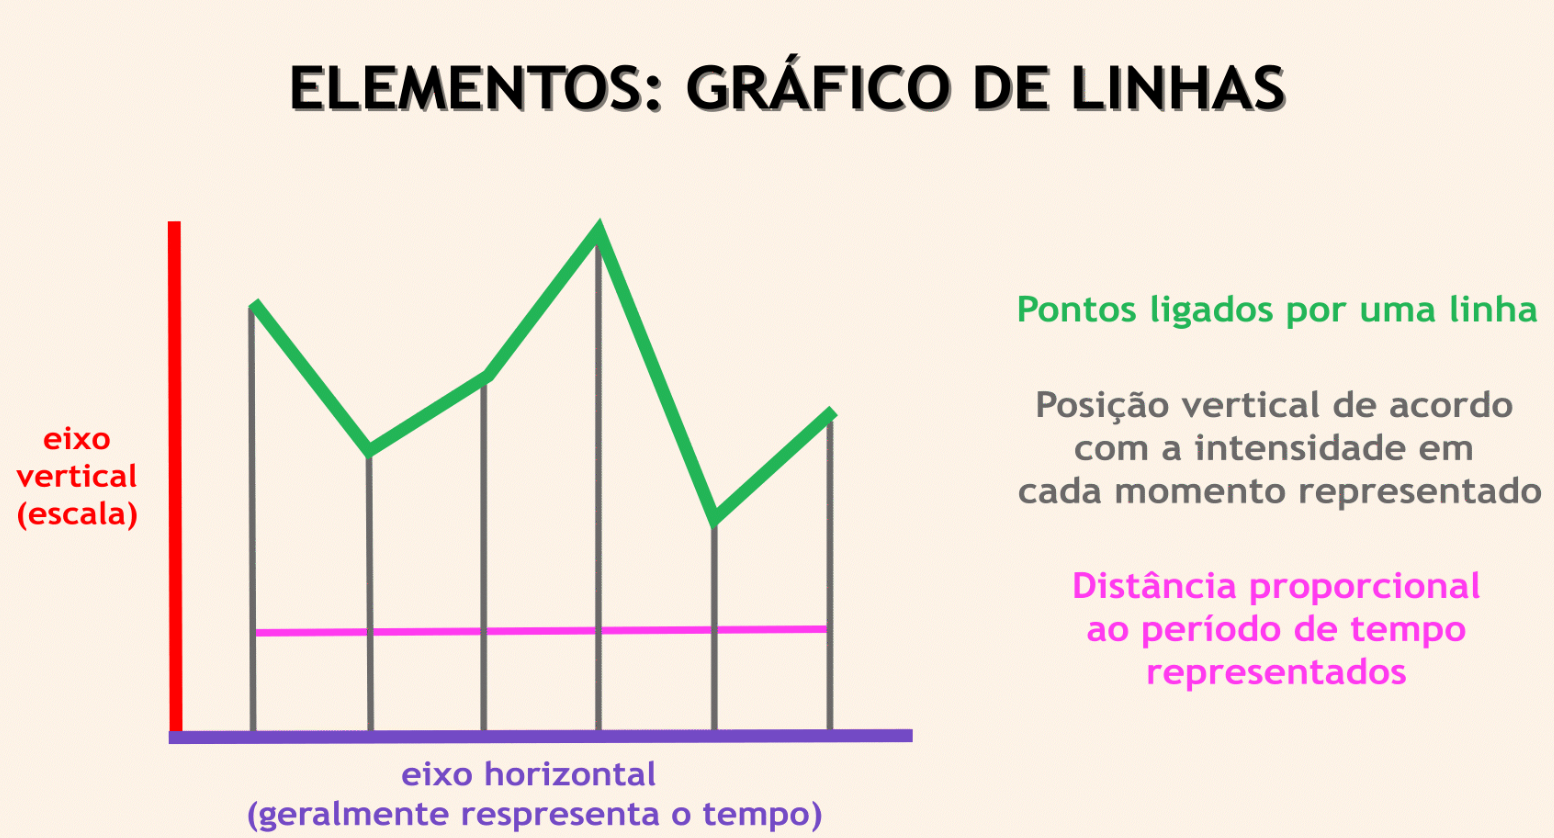 ELEMENTOS: GRÁFICO DE LINHAS
eixo
vertical
(escala)
Pontos ligados por uma linha
Posição vertical de acordo
com a intensidade em
cada momento representado
Distância proporcional
ao período de tempo
representados
eixo horizontal
(geralmente respresenta o tempo)